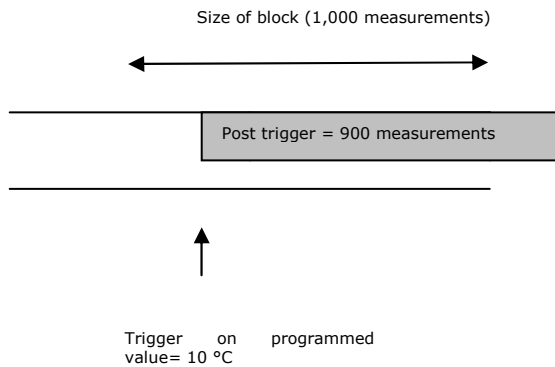 Size of block (1,000 measurements)
Post trigger = 900 measurements
Trigger on programmed
value= 10 °C